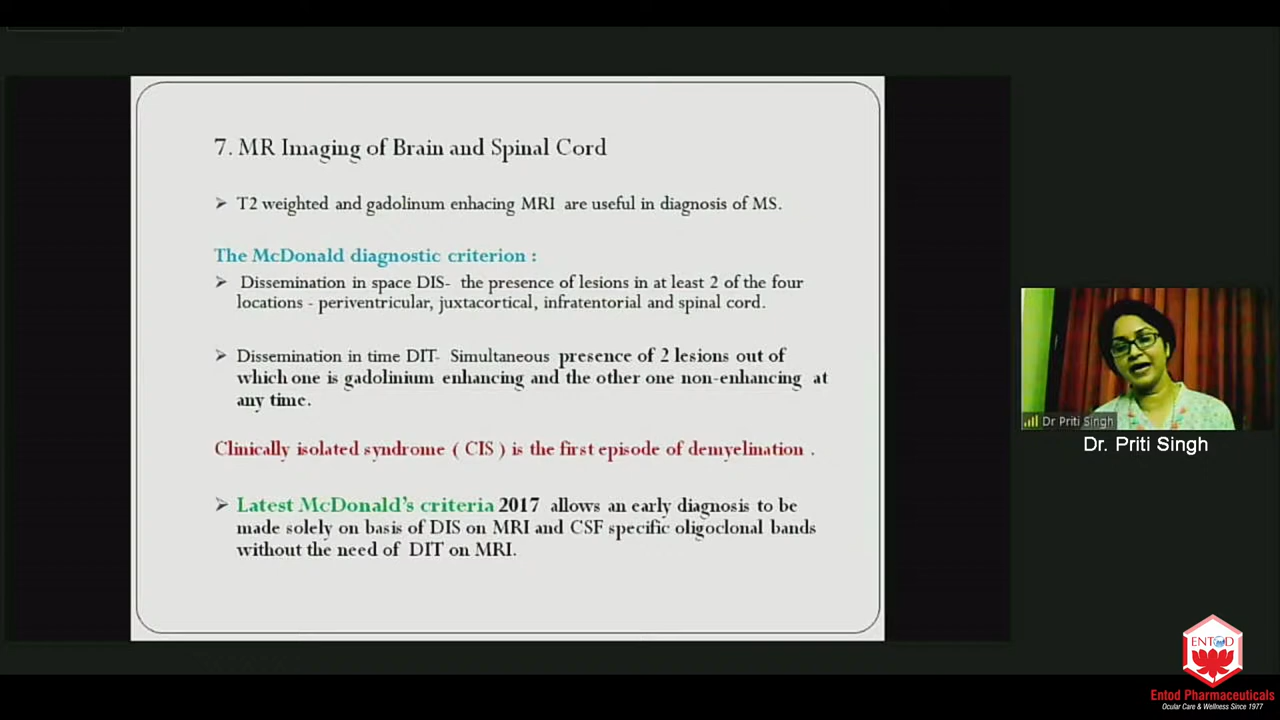 7. MR Imaging of Brain and Spinal Cord
➢ T2 weighted and gadolinum enhacing MRI are useful in diagnosis of MS.
The McDonald diagnostic criterion :
➢ Dissemination in space DIS- the presence of lesions in at least 2 of the four
locations - periventricular, juxtacortical, infratentorial and spinal cord.
➢ Dissemination in time DIT- Simultaneous presence of 2 lesions out of
which one is gadolinium enhancing and the other one non-enhancing at
any time.
Clinically isolated syndrome ( CIS ) is the first episode of demyelination .
➢ Latest McDonald's criteria 2017 allows an early diagnosis to be
made solely on basis of DIS on MRI and CSF specific oligoclonal bands
without the need of DIT on MRI.
Dr Priti Singh
Dr. Priti Singh
ENTOD
Entod Pharmaceuticals
Ocular Care & Wellness Since 1977